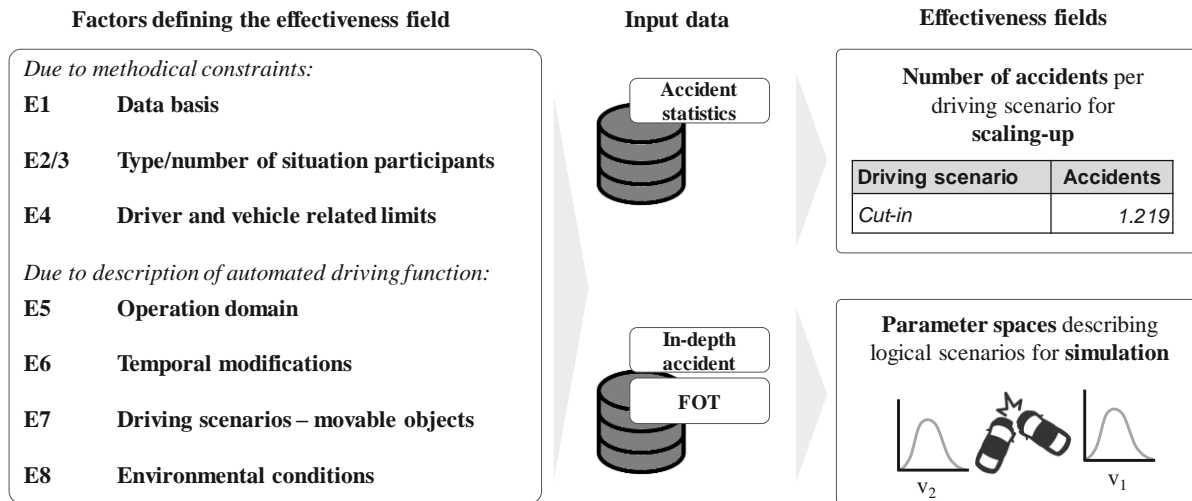 Factors defining the effectiveness field
Due to methodical constraints:
E1 Data basis
E2/3 Type/number of situation participants
E4 Driver and vehicle related limits
Due to description of automated driving function:
E5 Operation domain
E6 Temporal modifications
E7 Driving scenarios – movable objects
E8 Environmental conditions
Input data
Accident
statistics
In-depth
accident
FOT
Effectiveness fields
Number of accidents per
driving scenario for
scaling-up
Driving scenario Accidents
Cut-in 1.219
Parameter spaces describing
logical scenarios for simulation
v₂ v₁